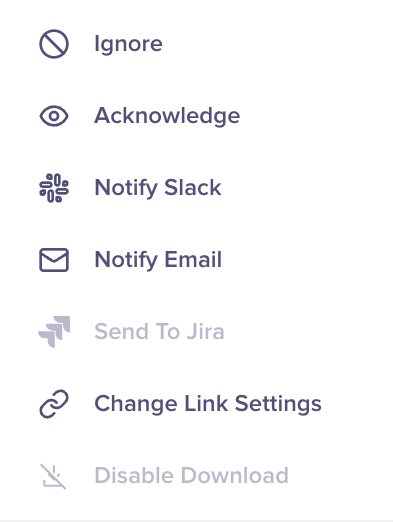 Ignore
Acknowledge
Notify Slack
Notify Email
Send To Jira
Change Link Settings
Disable Download